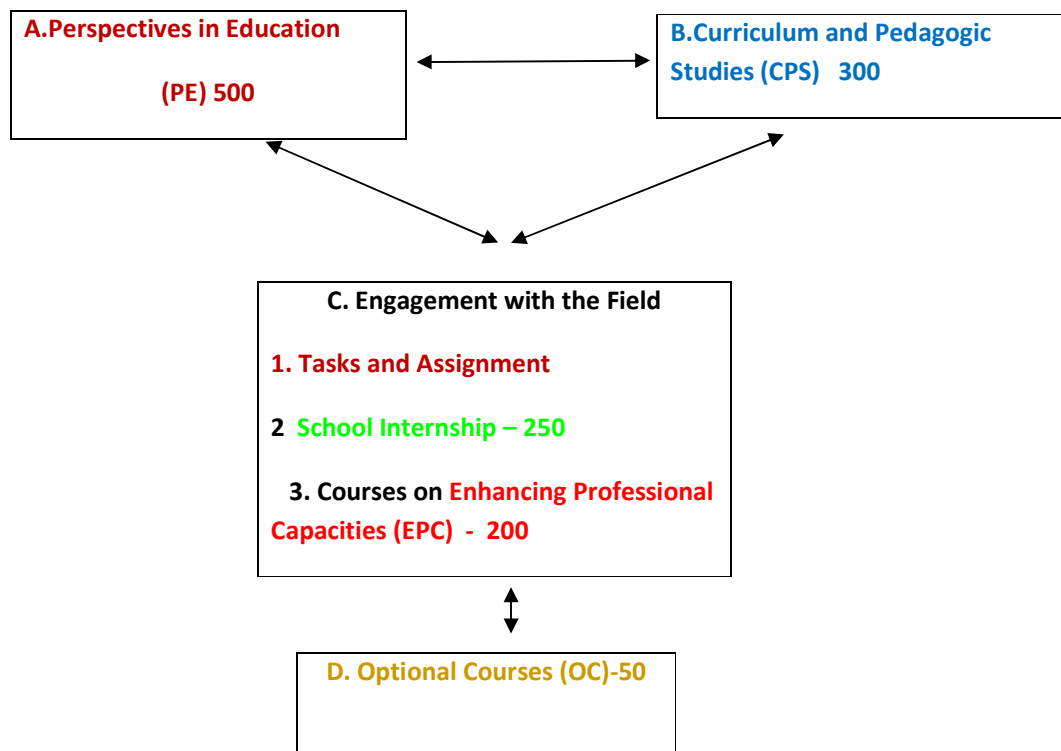 A.Perspectives in Education
(PE) 500
B.Curriculum and Pedagogic
Studies (CPS) 300
C. Engagement with the Field
1. Tasks and Assignment
2 School Internship – 250
3. Courses on Enhancing Professional
Capacities (EPC) - 200
D. Optional Courses (OC)-50